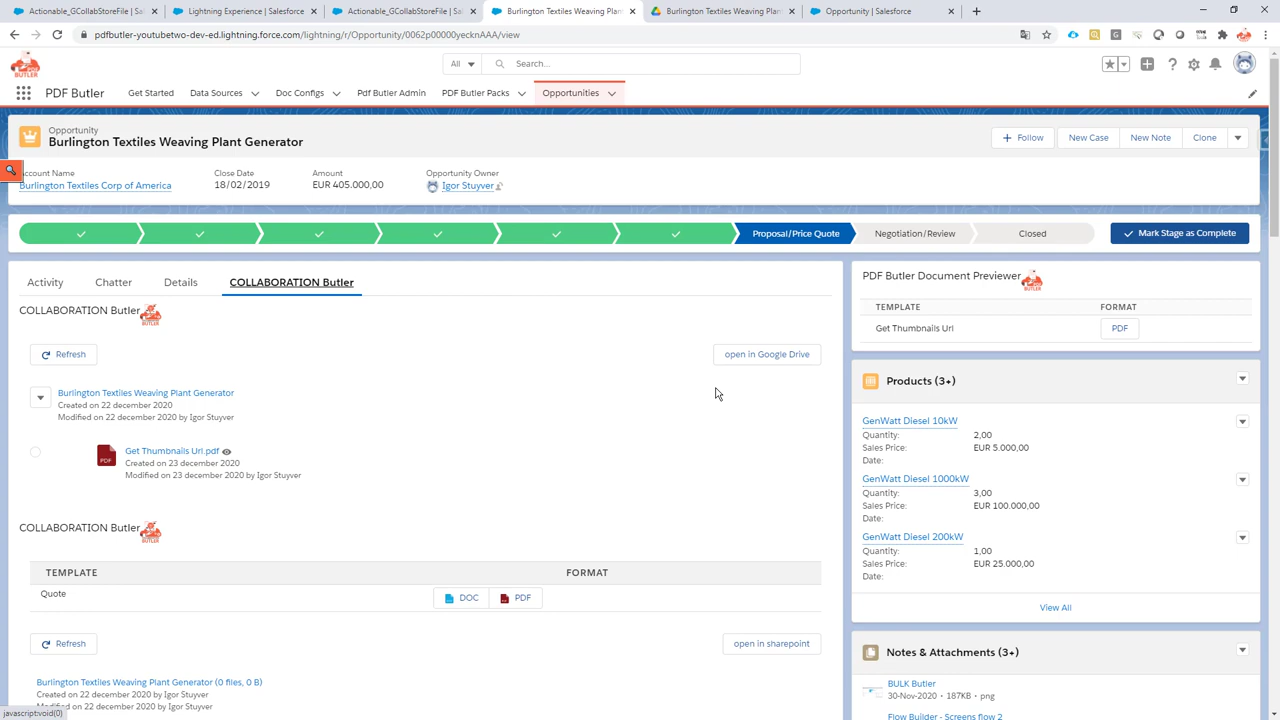 Actionable_GCollabStoreFile | S
Lightning Experience | Salesforce
Actionable_GCollabStoreFile | S
Burlington Textiles Weaving Plan
Burlington Textiles Weaving Plan
Opportunity | Salesforce
pdfbutler-youtubetwo-dev-ed.lightning.force.com/lightning/r/Opportunity/0062p00000yecknAAA/view
BUTLER
All
Search...
PDF Butler
Get Started
Data Sources
Doc Configs
Pdf Butler Admin
PDF Butler Packs
Opportunities
Opportunity
Burlington Textiles Weaving Plant Generator
Follow
New Case
New Note
Clone
ccount Name
Close Date
Amount
Opportunity Owner
Burlington Textiles Corp of America
18/02/2019
EUR 405.000,00
Igor Stuyver
Proposal/Price Quote
Negotiation/Review
Closed
Mark Stage as Complete
Activity
Chatter
Details
COLLABORATION Butler
COLLABORATION Butler
Refresh
open in Google Drive
Burlington Textiles Weaving Plant Generator
Created on 22 december 2020
Modified on 22 december 2020 by Igor Stuyver
PDF
Get Thumbnails Url.pdf
Created on 23 december 2020
Modified on 23 december 2020 by Igor Stuyver
COLLABORATION Butler
TEMPLATE
FORMAT
Quote
DOC
PDF
Refresh
open in sharepoint
Burlington Textiles Weaving Plant Generator (0 files, 0 B)
Created on 22 december 2020 by Igor Stuyver
Modified on 22 december 2020 by Igor Stuyver
PDF Butler Document Previewer
TEMPLATE
FORMAT
Get Thumbnails Url
PDF
Products (3+)
GenWatt Diesel 10kW
Quantity: 2,00
Sales Price: EUR 5.000,00
Date:
GenWatt Diesel 1000kW
Quantity: 3,00
Sales Price: EUR 100.000,00
Date:
GenWatt Diesel 200kW
Quantity: 1,00
Sales Price: EUR 25.000,00
Date:
View All
Notes & Attachments (3+)
BULK Butler
30-Nov-2020 • 187KB • png
Flow Builder - Screens flow 2
javascript:void(0)